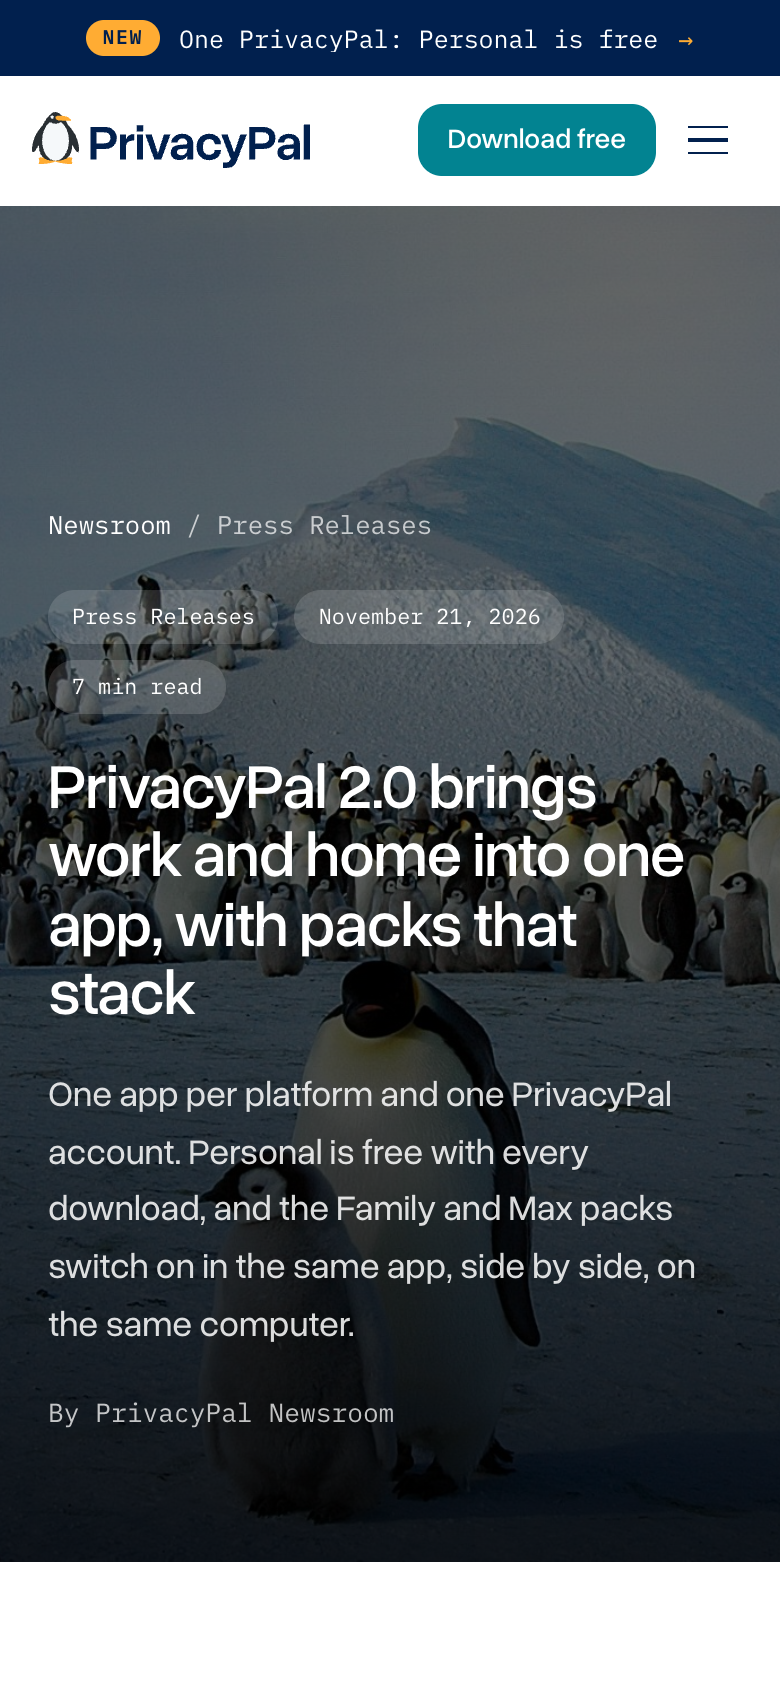 NEW One PrivacyPal: Personal is free →
PrivacyPal
Download free
Newsroom / Press Releases
Press Releases
November 21, 2026
7 min read
PrivacyPal 2.0 brings
work and home into one
app, with packs that
stack
One app per platform and one PrivacyPal
account. Personal is free with every
download, and the Family and Max packs
switch on in the same app, side by side, on
the same computer.
By PrivacyPal Newsroom